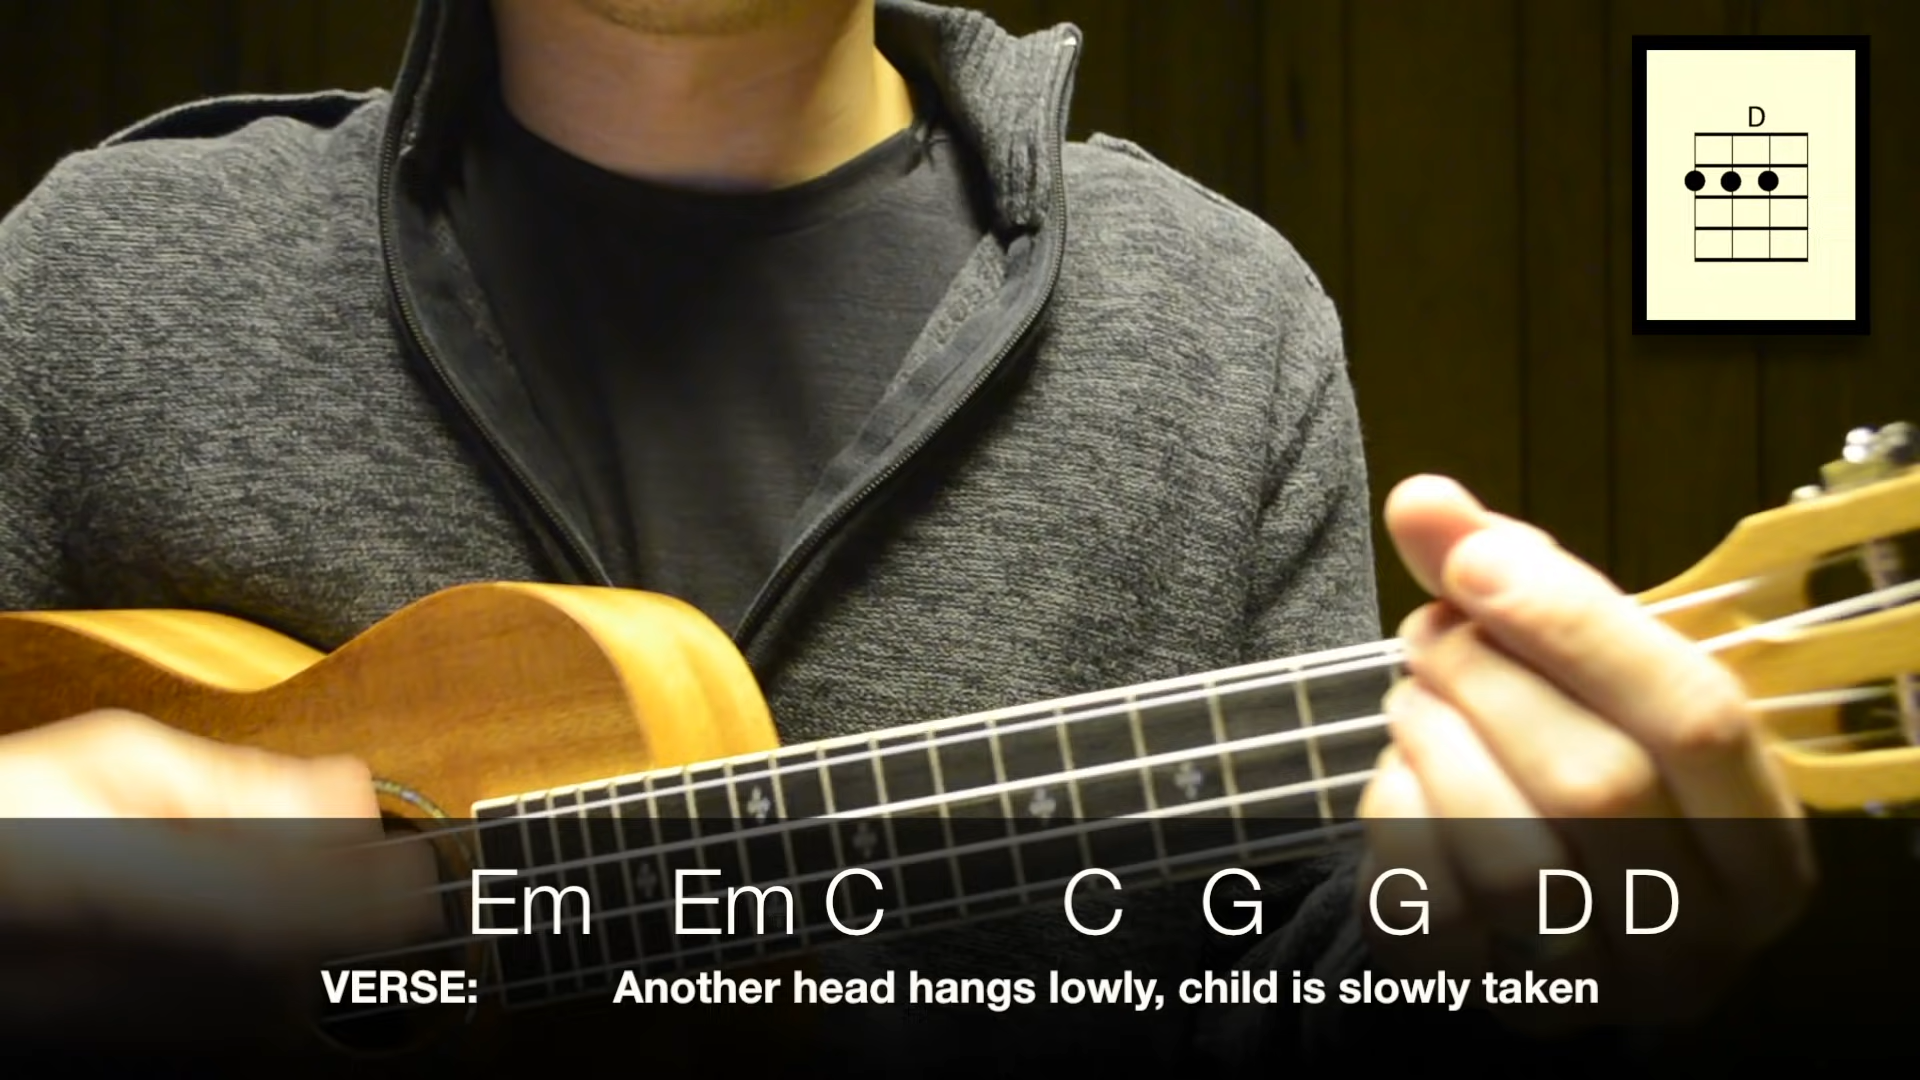 D
Em Em C C G G D D
VERSE: Another head hangs lowly, child is slowly taken